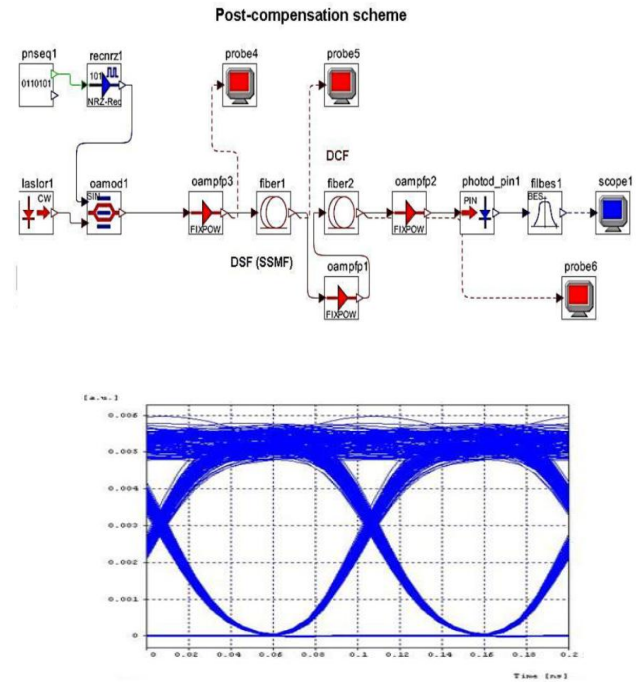 Post-compensation scheme
pnseq1
recnrz1
probe4
probe5
0110101
101
NRZ-Rec
DCF
laslor1
oamod1
oampfp3
fiber1
fiber2
oampfp2
photod_pin1
filbes1
scope1
CW
SIN
PIN
BES
FIXPOW
FIXPOW
DSF (SSMF)
oampfp1
probe6
FIXPOW
[a.u.]
0.006
0.005
0.004
0.003
0.002
0.001
0
0 0.02 0.04 0.06 0.08 0.1 0.12 0.14 0.16 0.18 0.2
Time [ns]